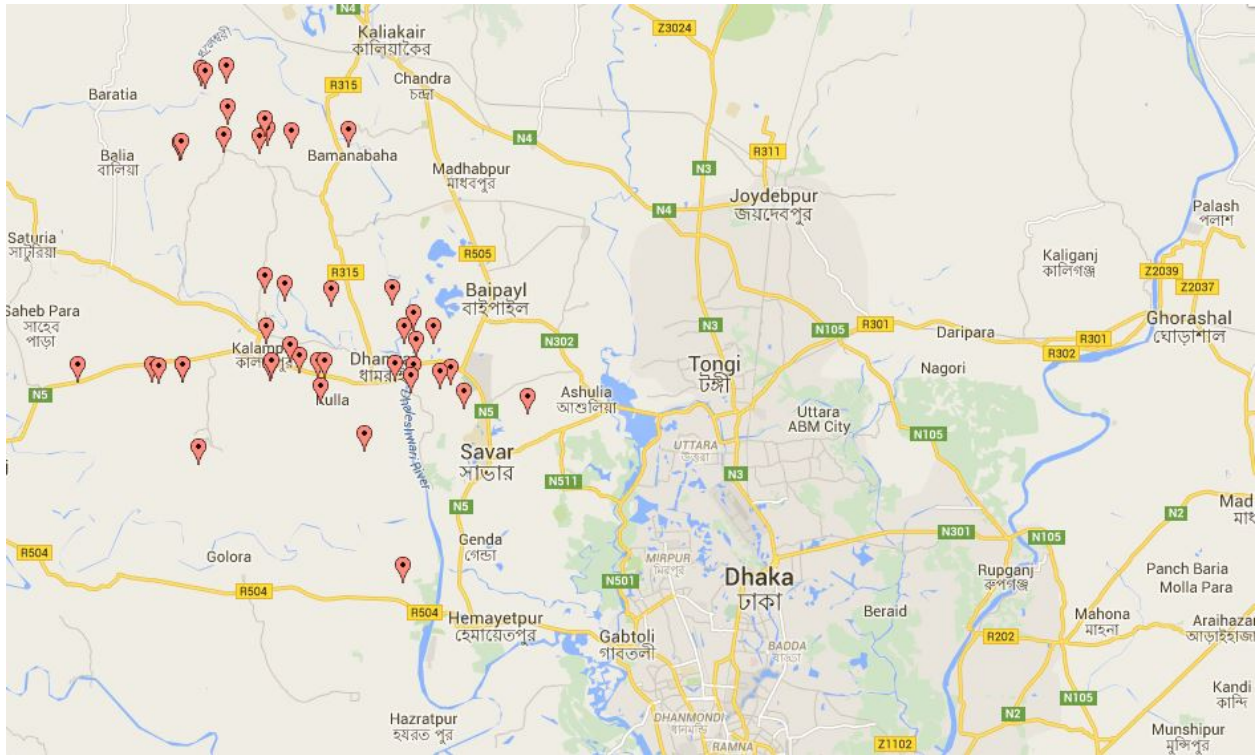 N4
Kaliakair
কালিয়াকৈর
Z3024
Chandra
চন্দ্রা
R315
Baratia
N4
R311
Balia
বালিয়া
Bamanabaha
Madhabpur
মাধবপুর
N3
Joydebpur
জয়দেবপুর
N4
Palash
পলাশ
Saturia
সাটুরিয়া
R505
Kaliganj
কালিগঞ্জ
R315
Z2039
Z2037
Baipayl
বাইপাইল
Saheb Para
সাহেব
পাড়া
N3
N105
R301
Daripara
R301
R302
Ghorashal
ঘোড়াশাল
N302
Tongi
টঙ্গী
Nagori
N5
Ashulia
আশুলিয়া
Kulla
N5
Uttara
ABM City
Dhaleshwari River
N105
UTTARA
উত্তরা
Savar
সাভার
N3
N511
N5
N2
R504
Golora
Genda
গেন্ডা
N301
N105
MIRPUR
মিরপুর
Rupganj
রুপগঞ্জ
Panch Baria
Molla Para
R504
N501
Dhaka
ঢাকা
Beraid
R504
Hemayetpur
হেমায়েতপুর
Mahona
মাহনা
Gabtoli
গাবতলী
BADDA
বাড্ডা
R202
N105
Kandi
কান্দি
Hazratpur
হযরত পুর
DHANMONDI
ধানমন্ডি
N2
RAMNA
Z1102
Munshipur
মুন্সিপুর